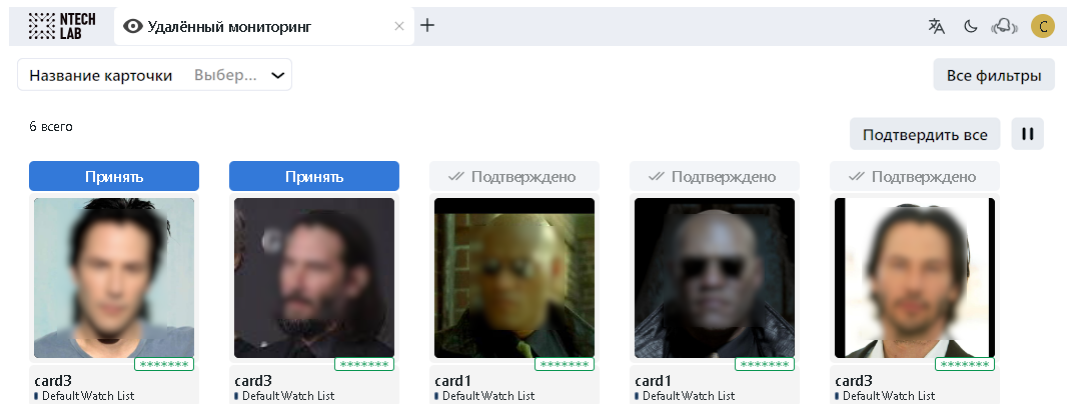 NTECH
LAB
Удалённый мониторинг
C
Название карточки Выбер...
Все фильтры
6 всего
Подтвердить все
Принять Принять Подтверждено Подтверждено Подтверждено
******* ******* ******* ******* *******
card3 card3 card1 card1 card3
Default Watch List Default Watch List Default Watch List Default Watch List Default Watch List